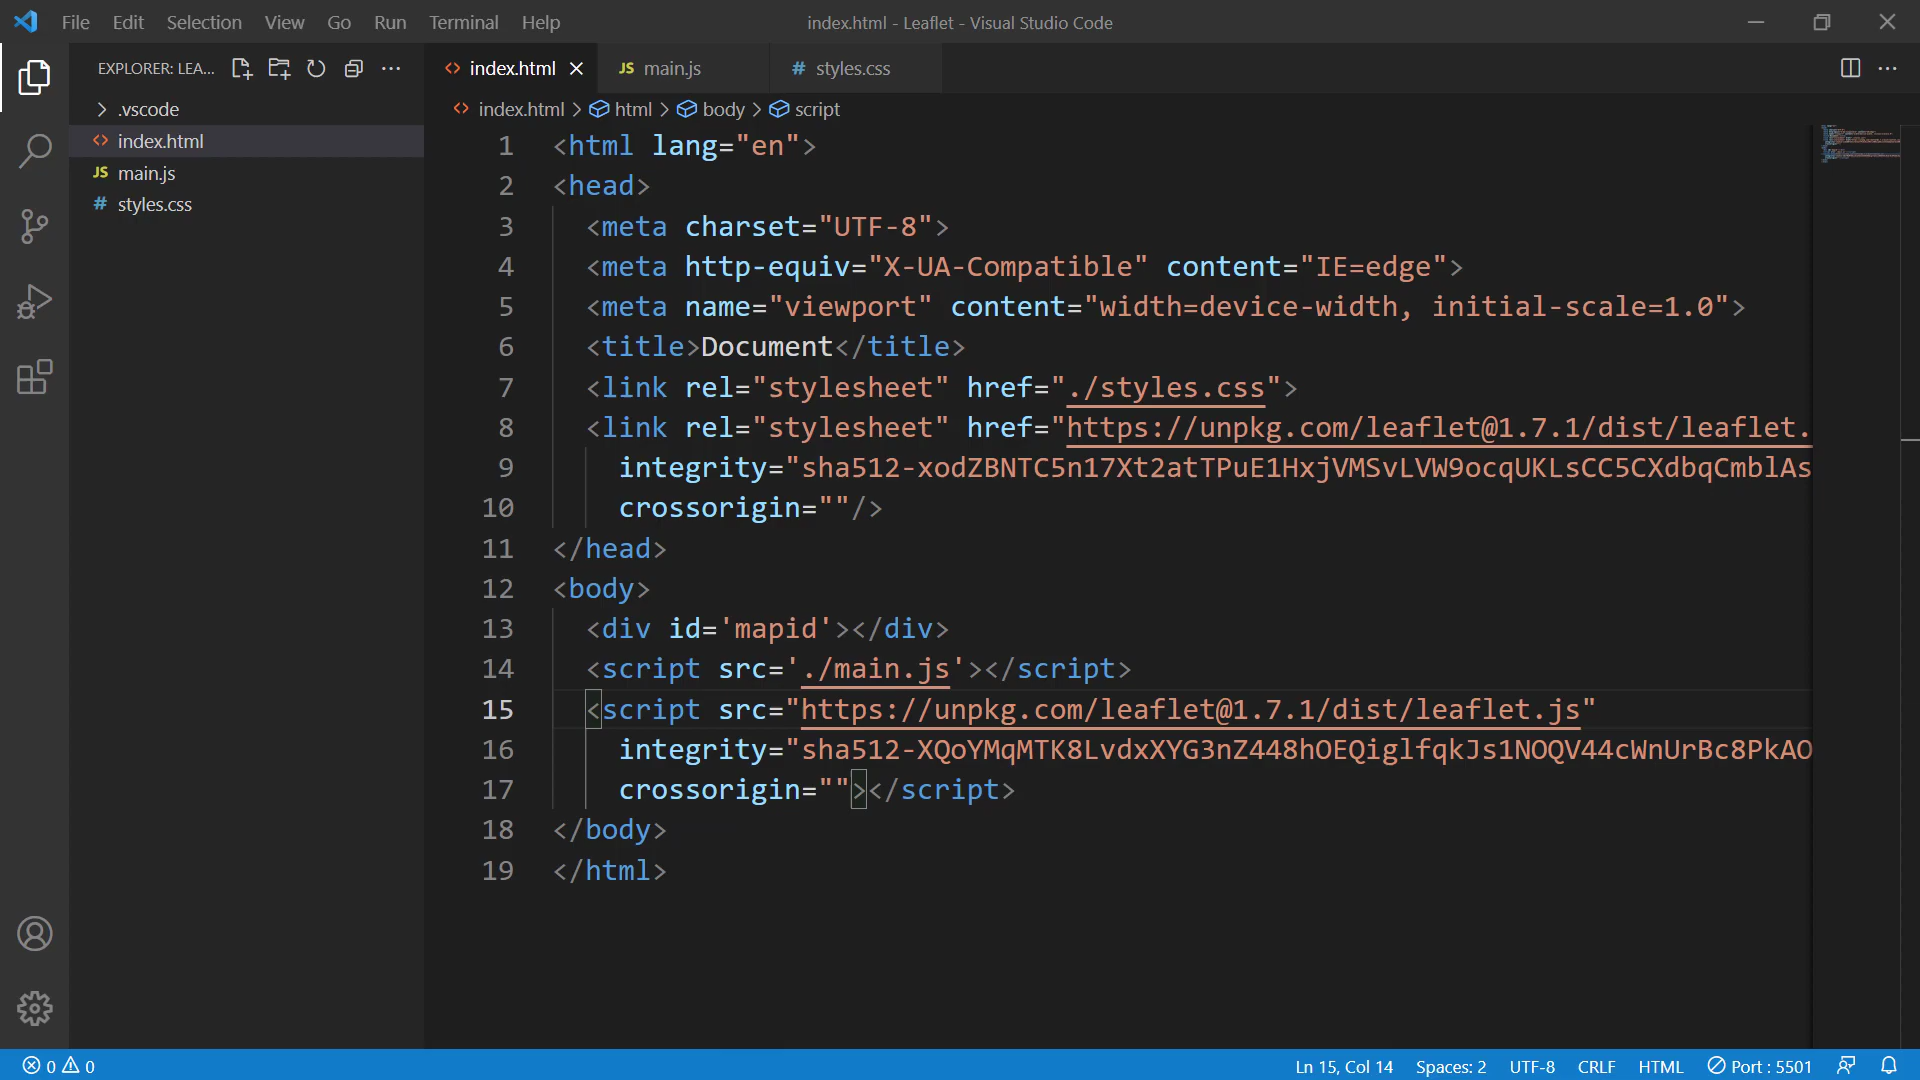 File Edit Selection View Go Run Terminal Help
index.html - Leaflet - Visual Studio Code
EXPLORER: LEA...
index.html
JS main.js
# styles.css
.vscode
index.html
JS main.js
# styles.css
index.html > html > body > script
1 <html lang="en">
2 <head>
3 <meta charset="UTF-8">
4 <meta http-equiv="X-UA-Compatible" content="IE=edge">
5 <meta name="viewport" content="width=device-width, initial-scale=1.0">
6 <title>Document</title>
7 <link rel="stylesheet" href="./styles.css">
8 <link rel="stylesheet" href="https://unpkg.com/leaflet@1.7.1/dist/leaflet.
9 integrity="sha512-xodZBNTC5n17Xt2atTPuE1HxjVMSvLVW9ocqUKLsCC5CXdbqCmblAs
10 crossorigin=""/>
11 </head>
12 <body>
13 <div id='mapid'></div>
14 <script src='./main.js'></script>
15 <script src="https://unpkg.com/leaflet@1.7.1/dist/leaflet.js"
16 integrity="sha512-XQoYMqMTK8LvdxXYG3nZ448hOEQiglfqkJs1NOQV44cWnUrBc8PkAO
17 crossorigin=""></script>
18 </body>
19 </html>
0 0
Ln 15, Col 14
Spaces: 2
UTF-8
CRLF
HTML
Port : 5501